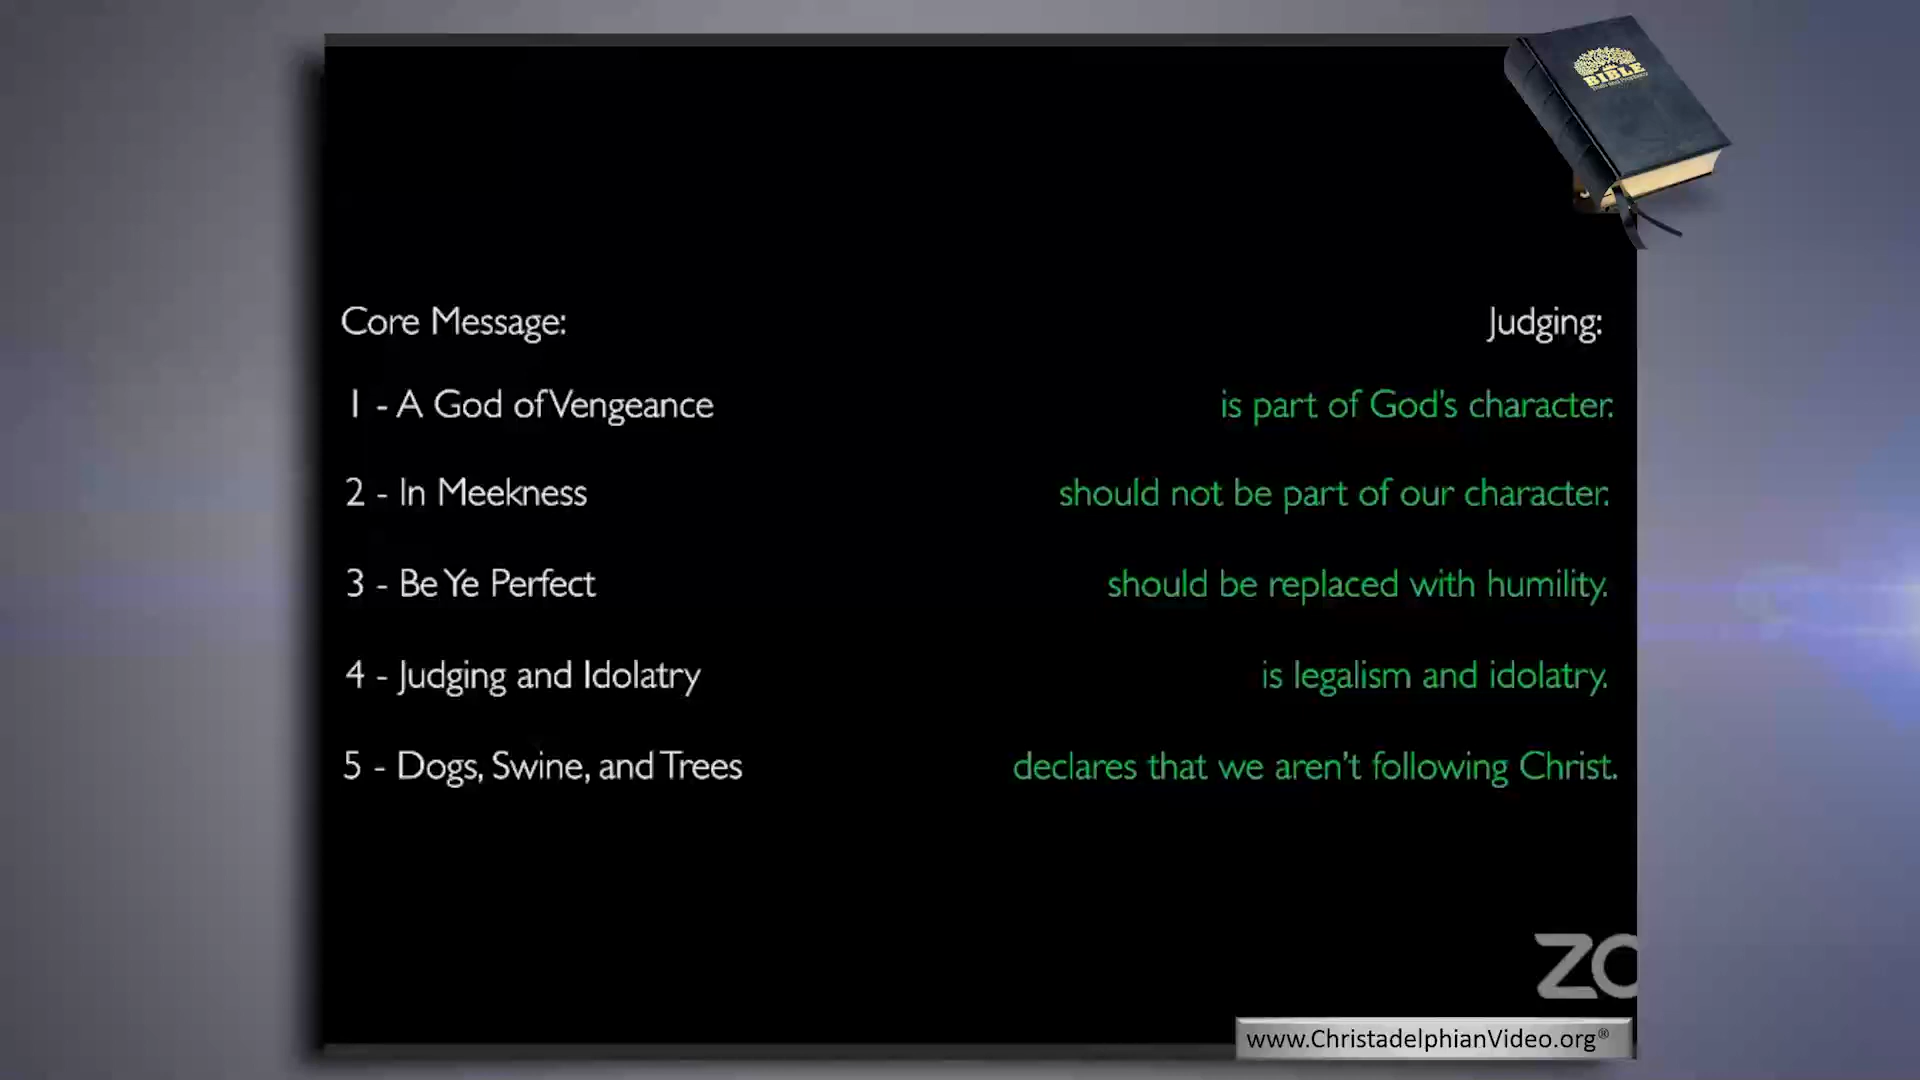 BIBLE
Core Message: Judging:
1 - A God of Vengeance is part of God's character.
2 - In Meekness should not be part of our character.
3 - Be Ye Perfect should be replaced with humility.
4 - Judging and Idolatry is legalism and idolatry.
5 - Dogs, Swine, and Trees declares that we aren't following Christ.
ZO
www.ChristadelphianVideo.org®